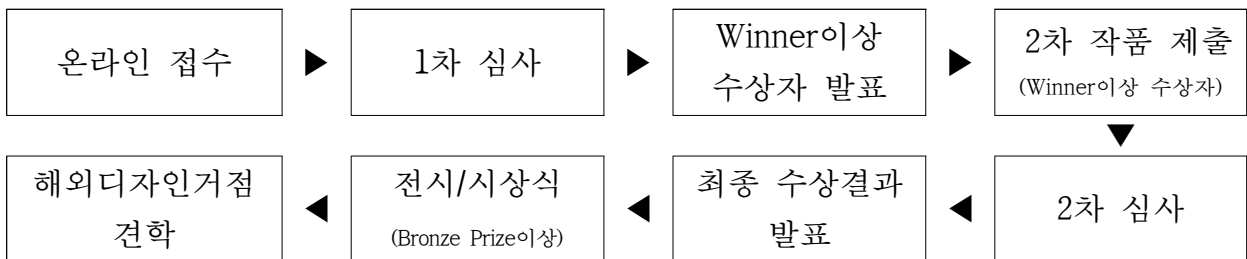 온라인 접수
▶
1차 심사
▶
Winner이상
수상자 발표
▶
2차 작품 제출
(Winner이상 수상자)
▼
2차 심사
◀
최종 수상결과
발표
◀
전시/시상식
(Bronze Prize이상)
◀
해외디자인거점
견학